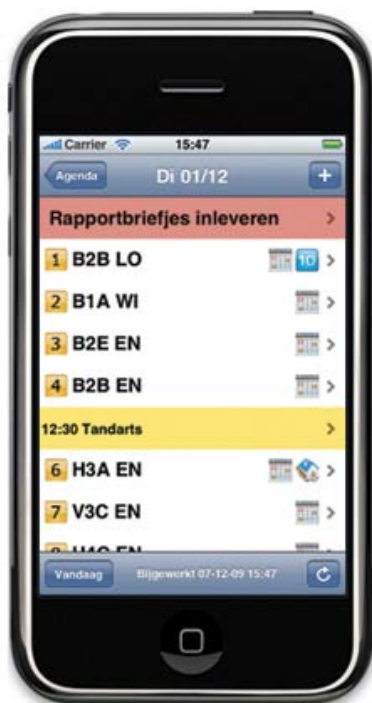 Carrier 15:47
Agenda Di 01/12 +
Rapportbriefjes inleveren
1 B2B LO 10
2 B1A WI
3 B2E EN
4 B2B EN
12:30 Tandarts
6 H3A EN
7 V3C EN
Vandaag Bijgewerkt 07-12-09 15:47